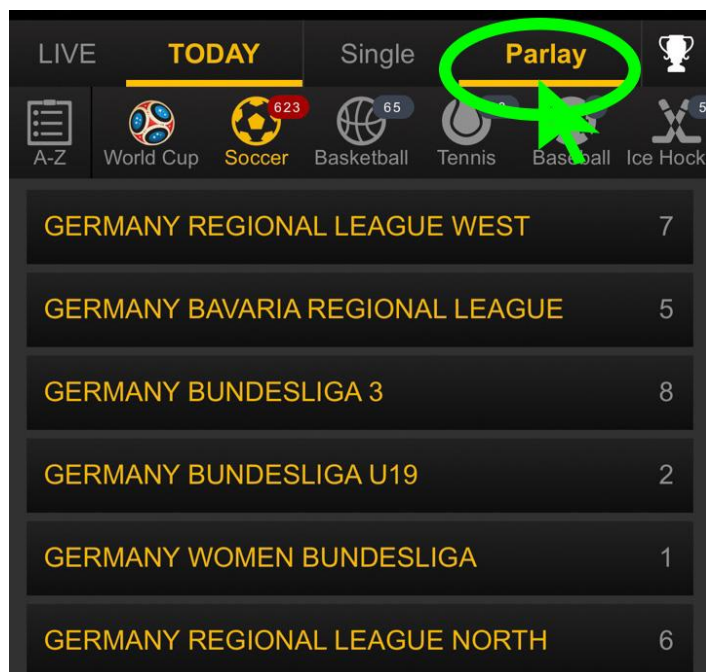 LIVE TODAY Single Parlay
623 65 5
A-Z World Cup Soccer Basketball Tennis Baseball Ice Hock
GERMANY REGIONAL LEAGUE WEST 7
GERMANY BAVARIA REGIONAL LEAGUE 5
GERMANY BUNDESLIGA 3 8
GERMANY BUNDESLIGA U19 2
GERMANY WOMEN BUNDESLIGA 1
GERMANY REGIONAL LEAGUE NORTH 6